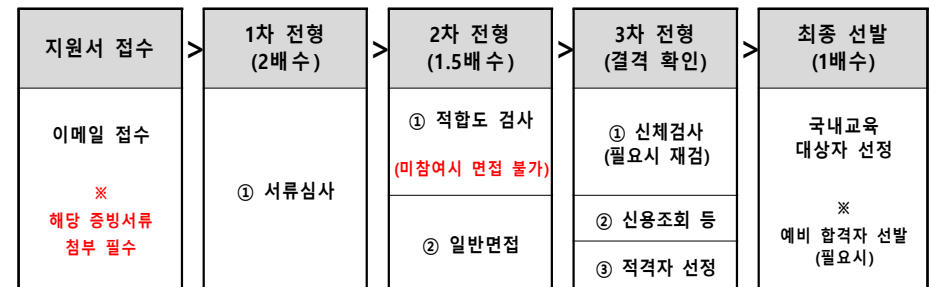 지원서 접수
>
1차 전형
(2배수)
>
2차 전형
(1.5배수)
>
3차 전형
(결격 확인)
>
최종 선발
(1배수)
이메일 접수
※
해당 증빙서류
첨부 필수
① 서류심사
① 적합도 검사
(미참여시 면접 불가)
② 일반면접
① 신체검사
(필요시 재검)
② 신용조회 등
③ 적격자 선정
국내교육
대상자 선정
※
예비 합격자 선발
(필요시)